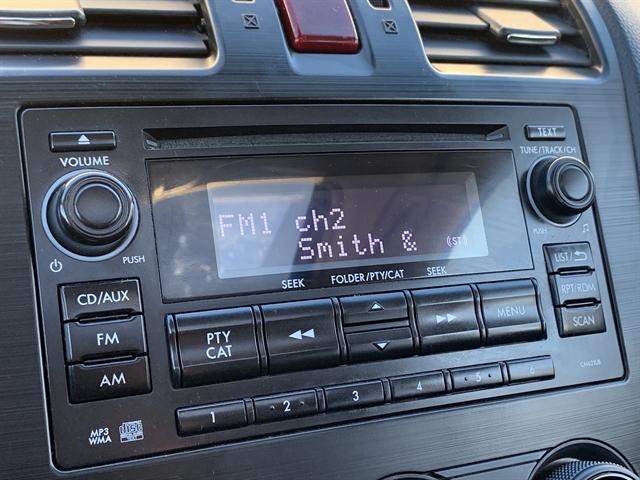 TEXT
VOLUME
TUNE/TRACK/CH
PUSH
PUSH
FM1 ch2
Smith & ((ST))
SEEK FOLDER/PTY/CAT SEEK
CD/AUX
FM
AM
PTY
CAT
MENU
LIST/
RPT/RDM
SCAN
1 2 3 4 5 6
MP3
WMA